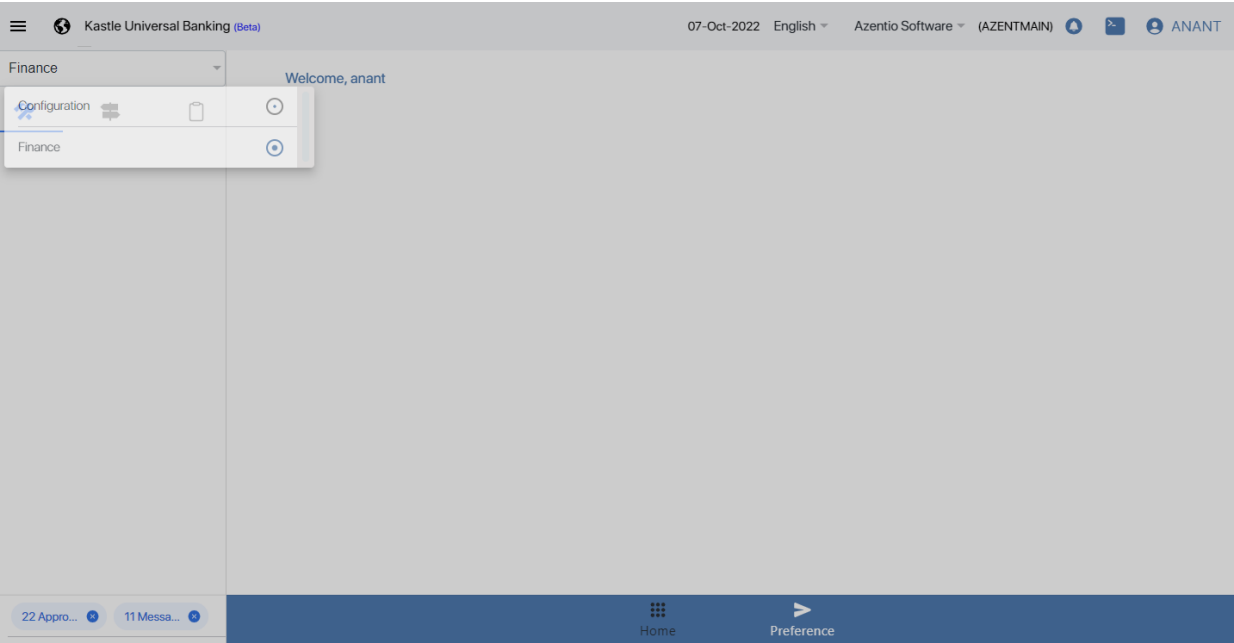 Kastle Universal Banking (Beta) 07-Oct-2022 English Azentio Software (AZENTMAIN) ANANT
Finance
Welcome, anant
Configuration
Finance
22 Appro... 11 Messa...
Home Preference